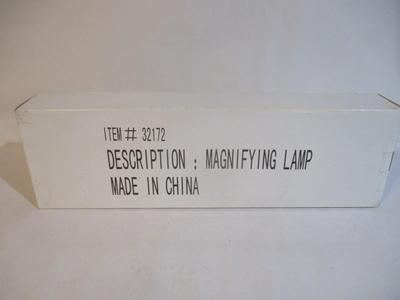 ITEM # 32172
DESCRIPTION : MAGNIFYING LAMP
MADE IN CHINA